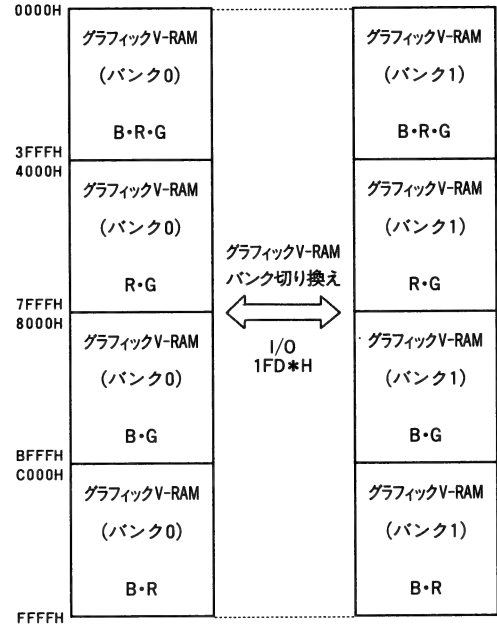 0000H
グラフィックV-RAM
(バンク0)
B・R・G
3FFFH
4000H
グラフィックV-RAM
(バンク0)
R・G
7FFFH
8000H
グラフィックV-RAM
(バンク0)
B・G
BFFFH
C000H
グラフィックV-RAM
(バンク0)
B・R
FFFFH
グラフィックV-RAM
バンク切り換え
I/O
1FD*H
グラフィックV-RAM
(バンク1)
B・R・G
グラフィックV-RAM
(バンク1)
R・G
グラフィックV-RAM
(バンク1)
B・G
グラフィックV-RAM
(バンク1)
B・R